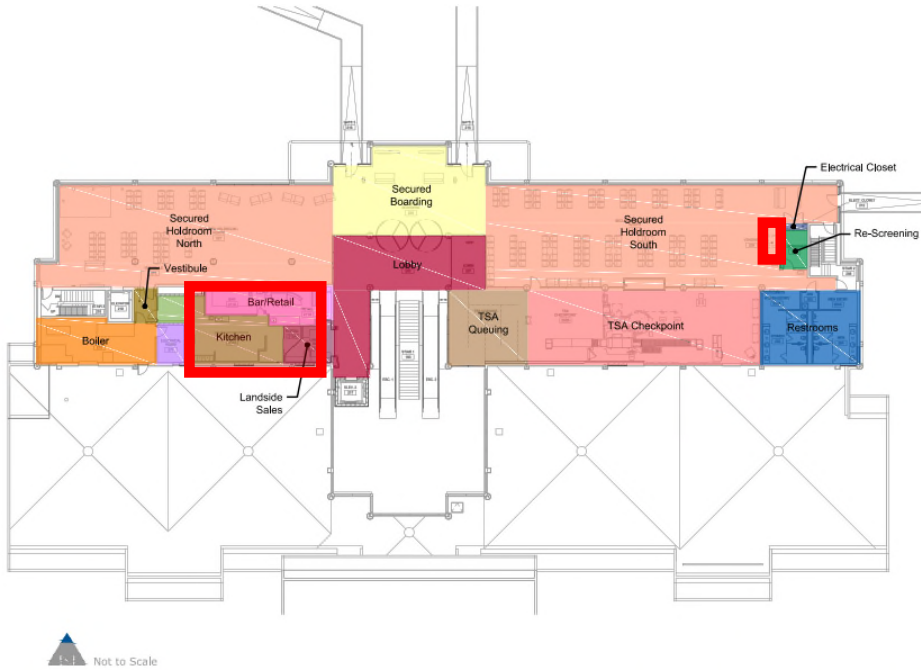 Electrical Closet
Secured
Boarding
Secured
Holdroom
North
Secured
Holdroom
South
Re-Screening
Lobby
Vestibule
Bar/Retail
TSA
Queuing
TSA Checkpoint
Restrooms
Boiler
Kitchen
Landside
Sales
Not to Scale